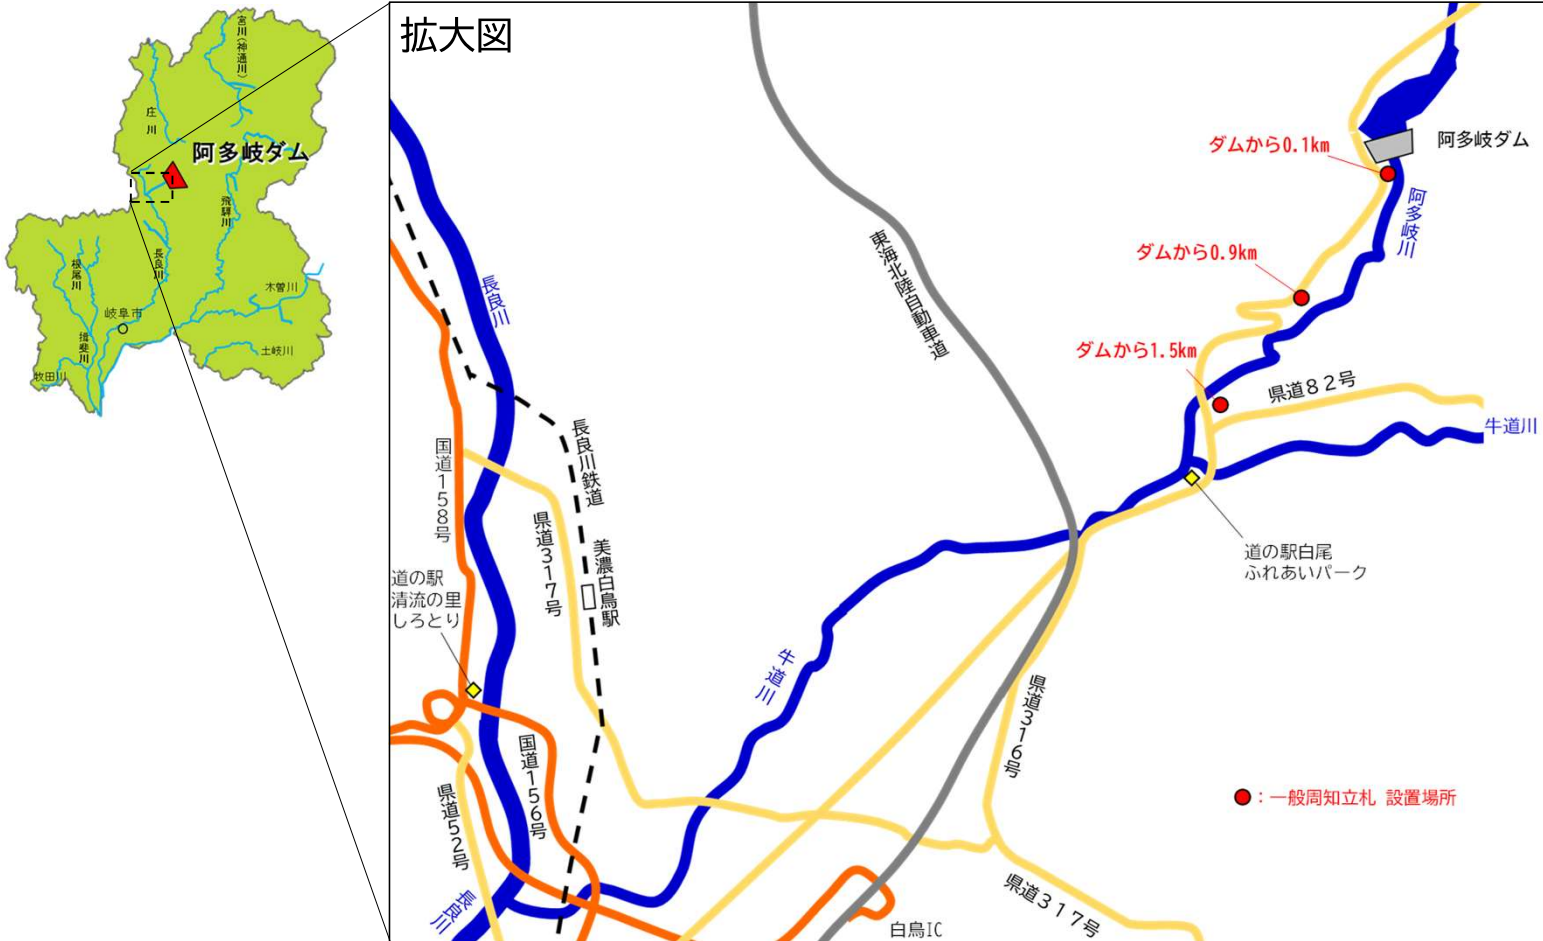 宮川(神通川)
庄川
阿多岐ダム
飛騨川
長良川
根尾川
揖斐川
牧田川
岐阜市
木曽川
土岐川
拡大図
阿多岐ダム
ダムから0.1km
阿多岐川
ダムから0.9km
東海北陸自動車道
長良川
ダムから1.5km
県道82号
牛道川
長良川鉄道
国道158号
県道317号
美濃白鳥駅
道の駅
清流の里
しろとり
道の駅白尾
ふれあいパーク
牛道川
県道316号
国道156号
県道52号
:一般周知立札 設置場所
県道317号
長良川
白鳥IC